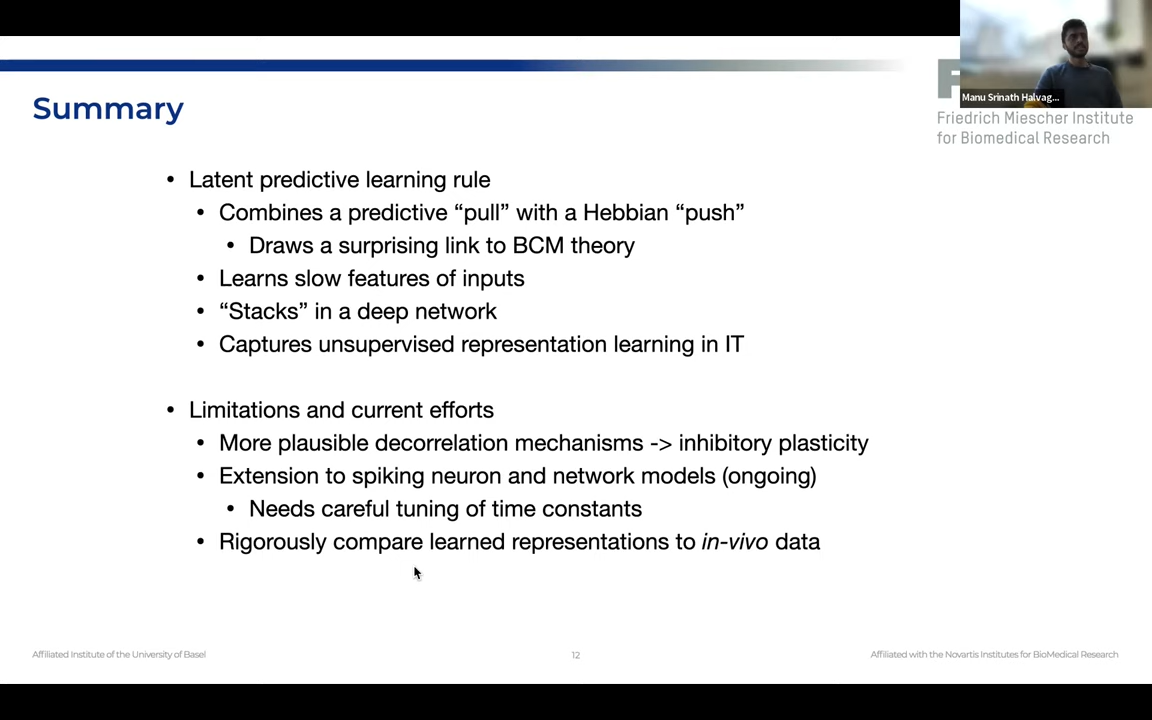 Manu Srinath Halvag...
Summary
Friedrich Miescher Institute
for Biomedical Research
• Latent predictive learning rule
• Combines a predictive “pull” with a Hebbian “push”
• Draws a surprising link to BCM theory
• Learns slow features of inputs
• “Stacks” in a deep network
• Captures unsupervised representation learning in IT
• Limitations and current efforts
• More plausible decorrelation mechanisms -> inhibitory plasticity
• Extension to spiking neuron and network models (ongoing)
• Needs careful tuning of time constants
• Rigorously compare learned representations to in-vivo data
Affiliated Institute of the University of Basel
12
Affiliated with the Novartis Institutes for BioMedical Research